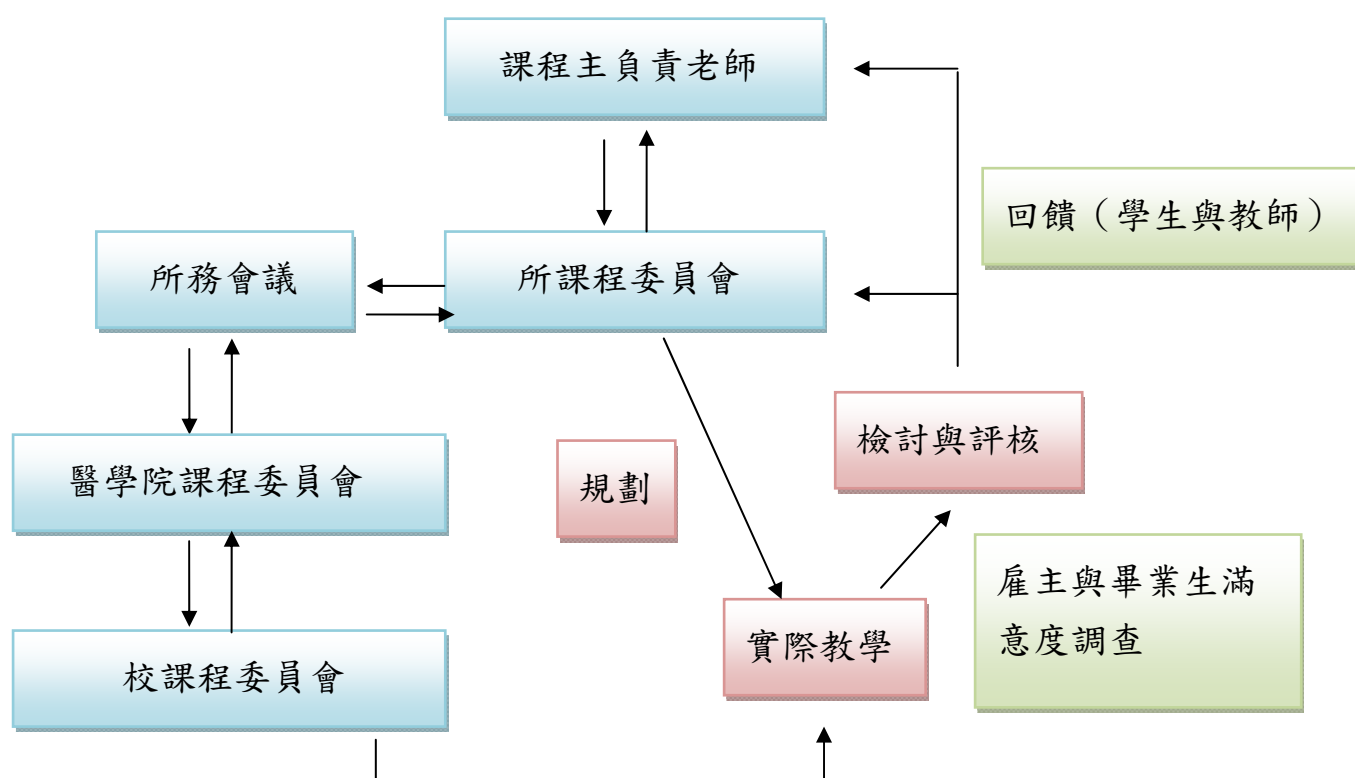 課程主負責老師
回饋（學生與教師）
所務會議
所課程委員會
檢討與評核
醫學院課程委員會
規劃
雇主與畢業生滿
意度調查
實際教學
校課程委員會